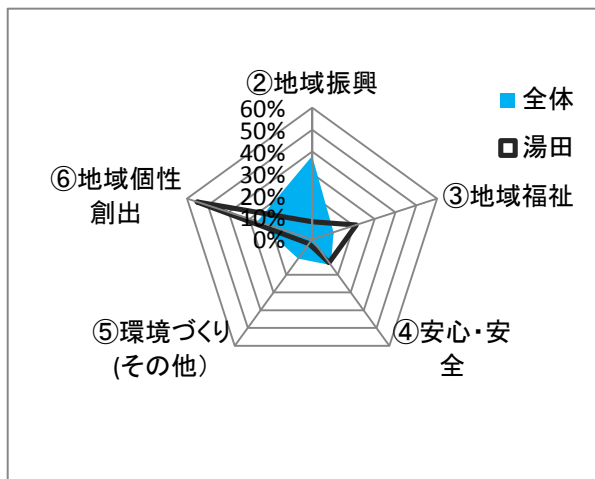 ②地域振興
60%
50%
40%
30%
20%
10%
0%
全体
湯田
③地域福祉
④安心・安
全
⑤環境づくり
(その他）
⑥地域個性
創出